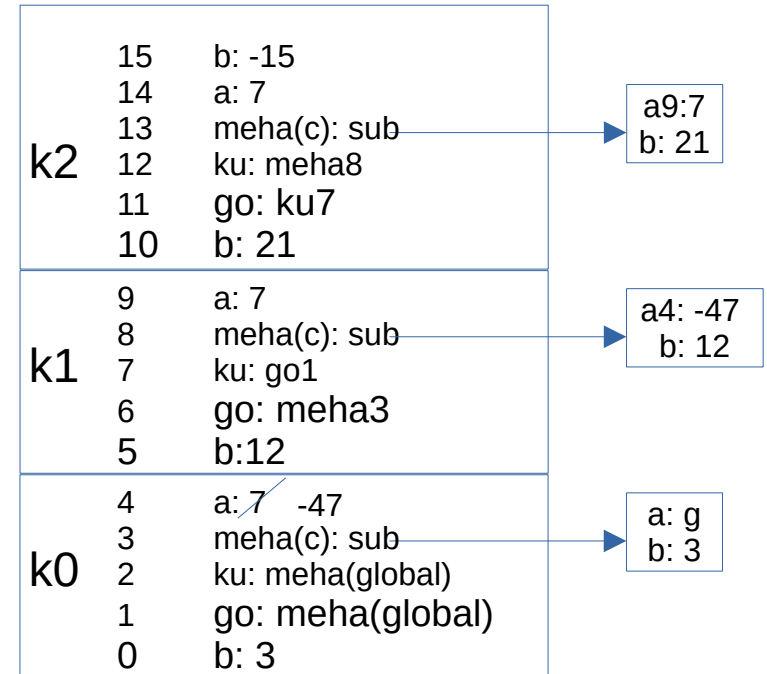 k2
15 b: -15
14 a: 7
13 meha(c): sub
12 ku: meha8
11 go: ku7
10 b: 21
a9:7
b: 21
k1
9 a: 7
8 meha(c): sub
7 ku: go1
6 go: meha3
5 b:12
a4: -47
b: 12
k0
4 a: 7 -47
3 meha(c): sub
2 ku: meha(global)
1 go: meha(global)
0 b: 3
a: g
b: 3